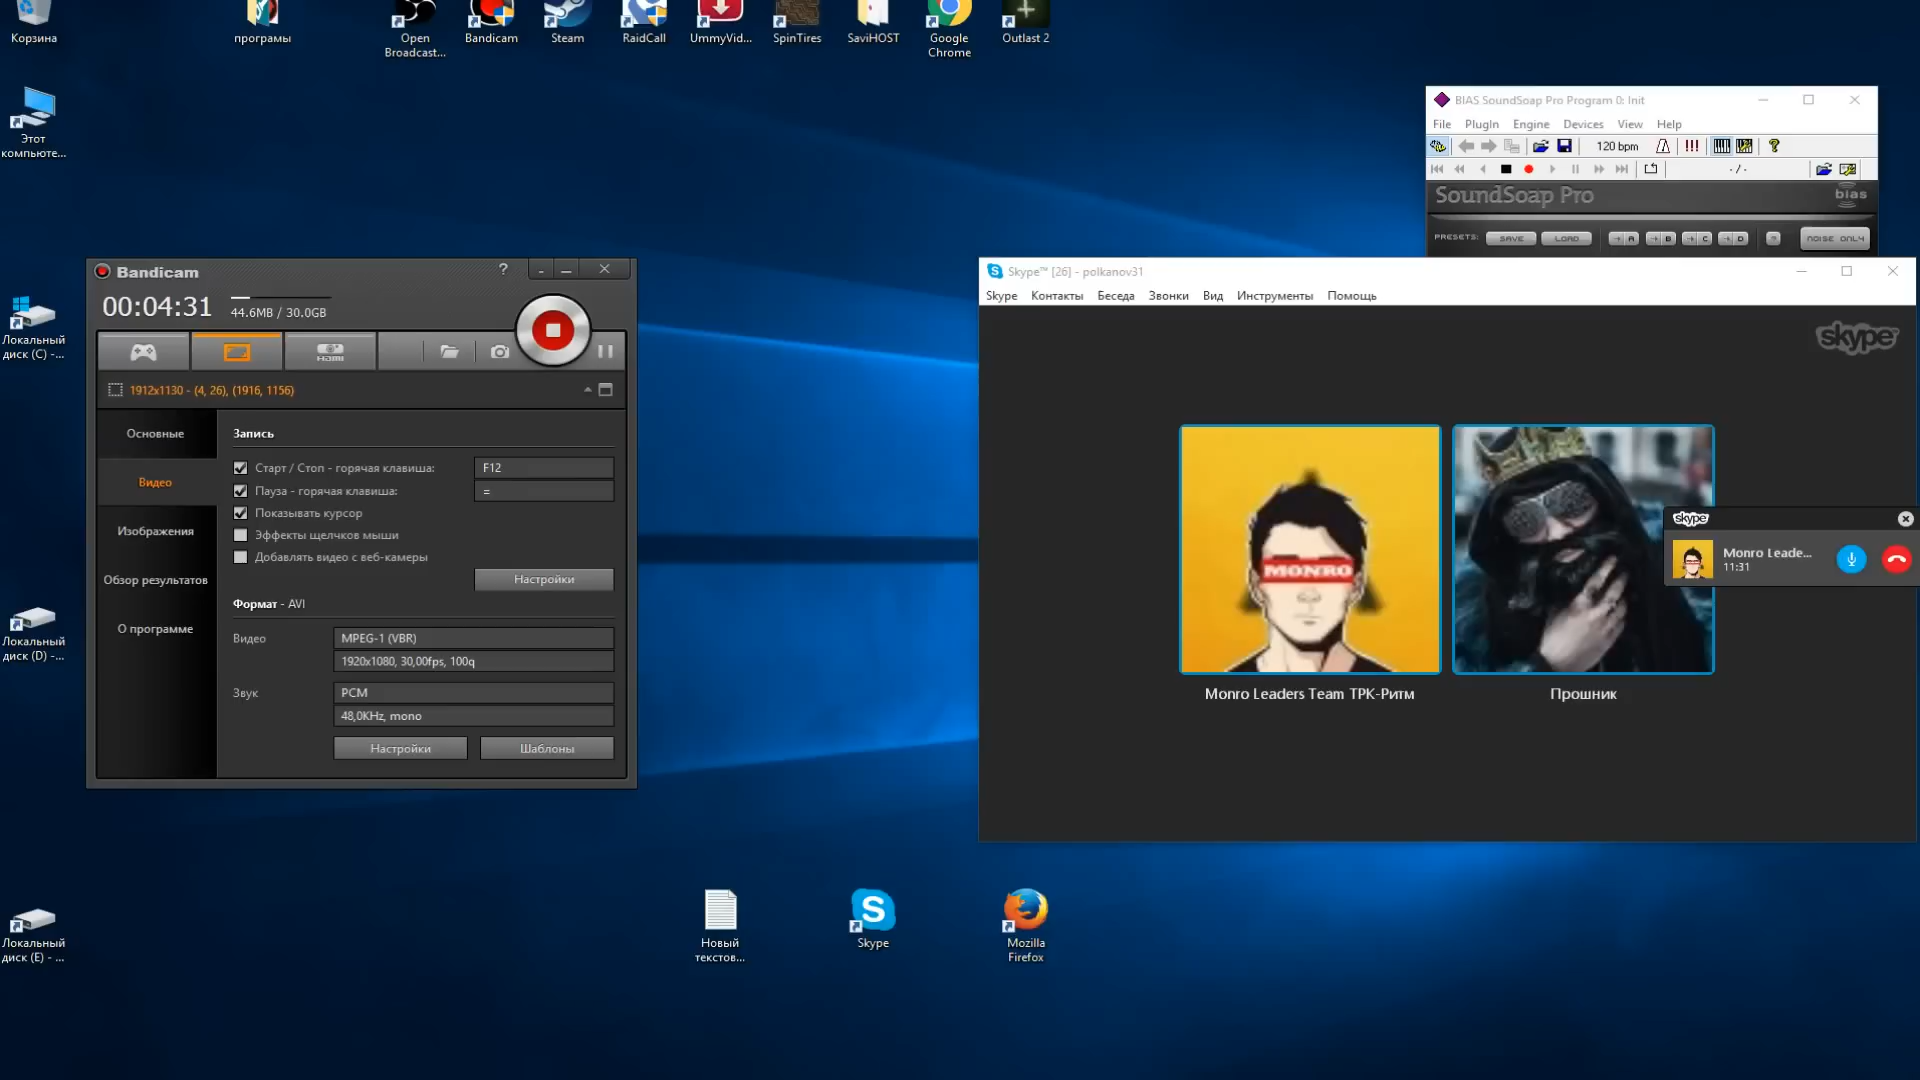 Корзина
програмы
Open
Broadcast...
Bandicam
Steam
RaidCall
UmmyVid...
SpinTires
SaviHOST
Google
Chrome
Outlast 2
Этот
компьюте...
Локальный
диск (C) -...
Локальный
диск (D) -...
Локальный
диск (E) - ...
BIAS SoundSoap Pro Program 0: Init
File PlugIn Engine Devices View Help
120 bpm
- / -
SoundSoap Pro
bias
PRESETS: SAVE LOAD A B C D ? NOISE ONLY
Bandicam
00:04:31
44.6MB / 30.0GB
HDMI
1912x1130 - (4, 26), (1916, 1156)
Основные
Видео
Изображения
Обзор результатов
О программе
Запись
Старт / Стоп - горячая клавиша: F12
Пауза - горячая клавиша: =
Показывать курсор
Эффекты щелчков мыши
Добавлять видео с веб-камеры
Настройки
Формат - AVI
Видео MPEG-1 (VBR)
1920x1080, 30,00fps, 100q
Звук PCM
48,0KHz, mono
Настройки Шаблоны
Skype™ [26] - polkanov31
Skype Контакты Беседа Звонки Вид Инструменты Помощь
skype
MONRO
Monro Leaders Team ТРК-Ритм
Прошник
skype
Monro Leade...
11:31
Новый
текстов...
Skype
Mozilla
Firefox